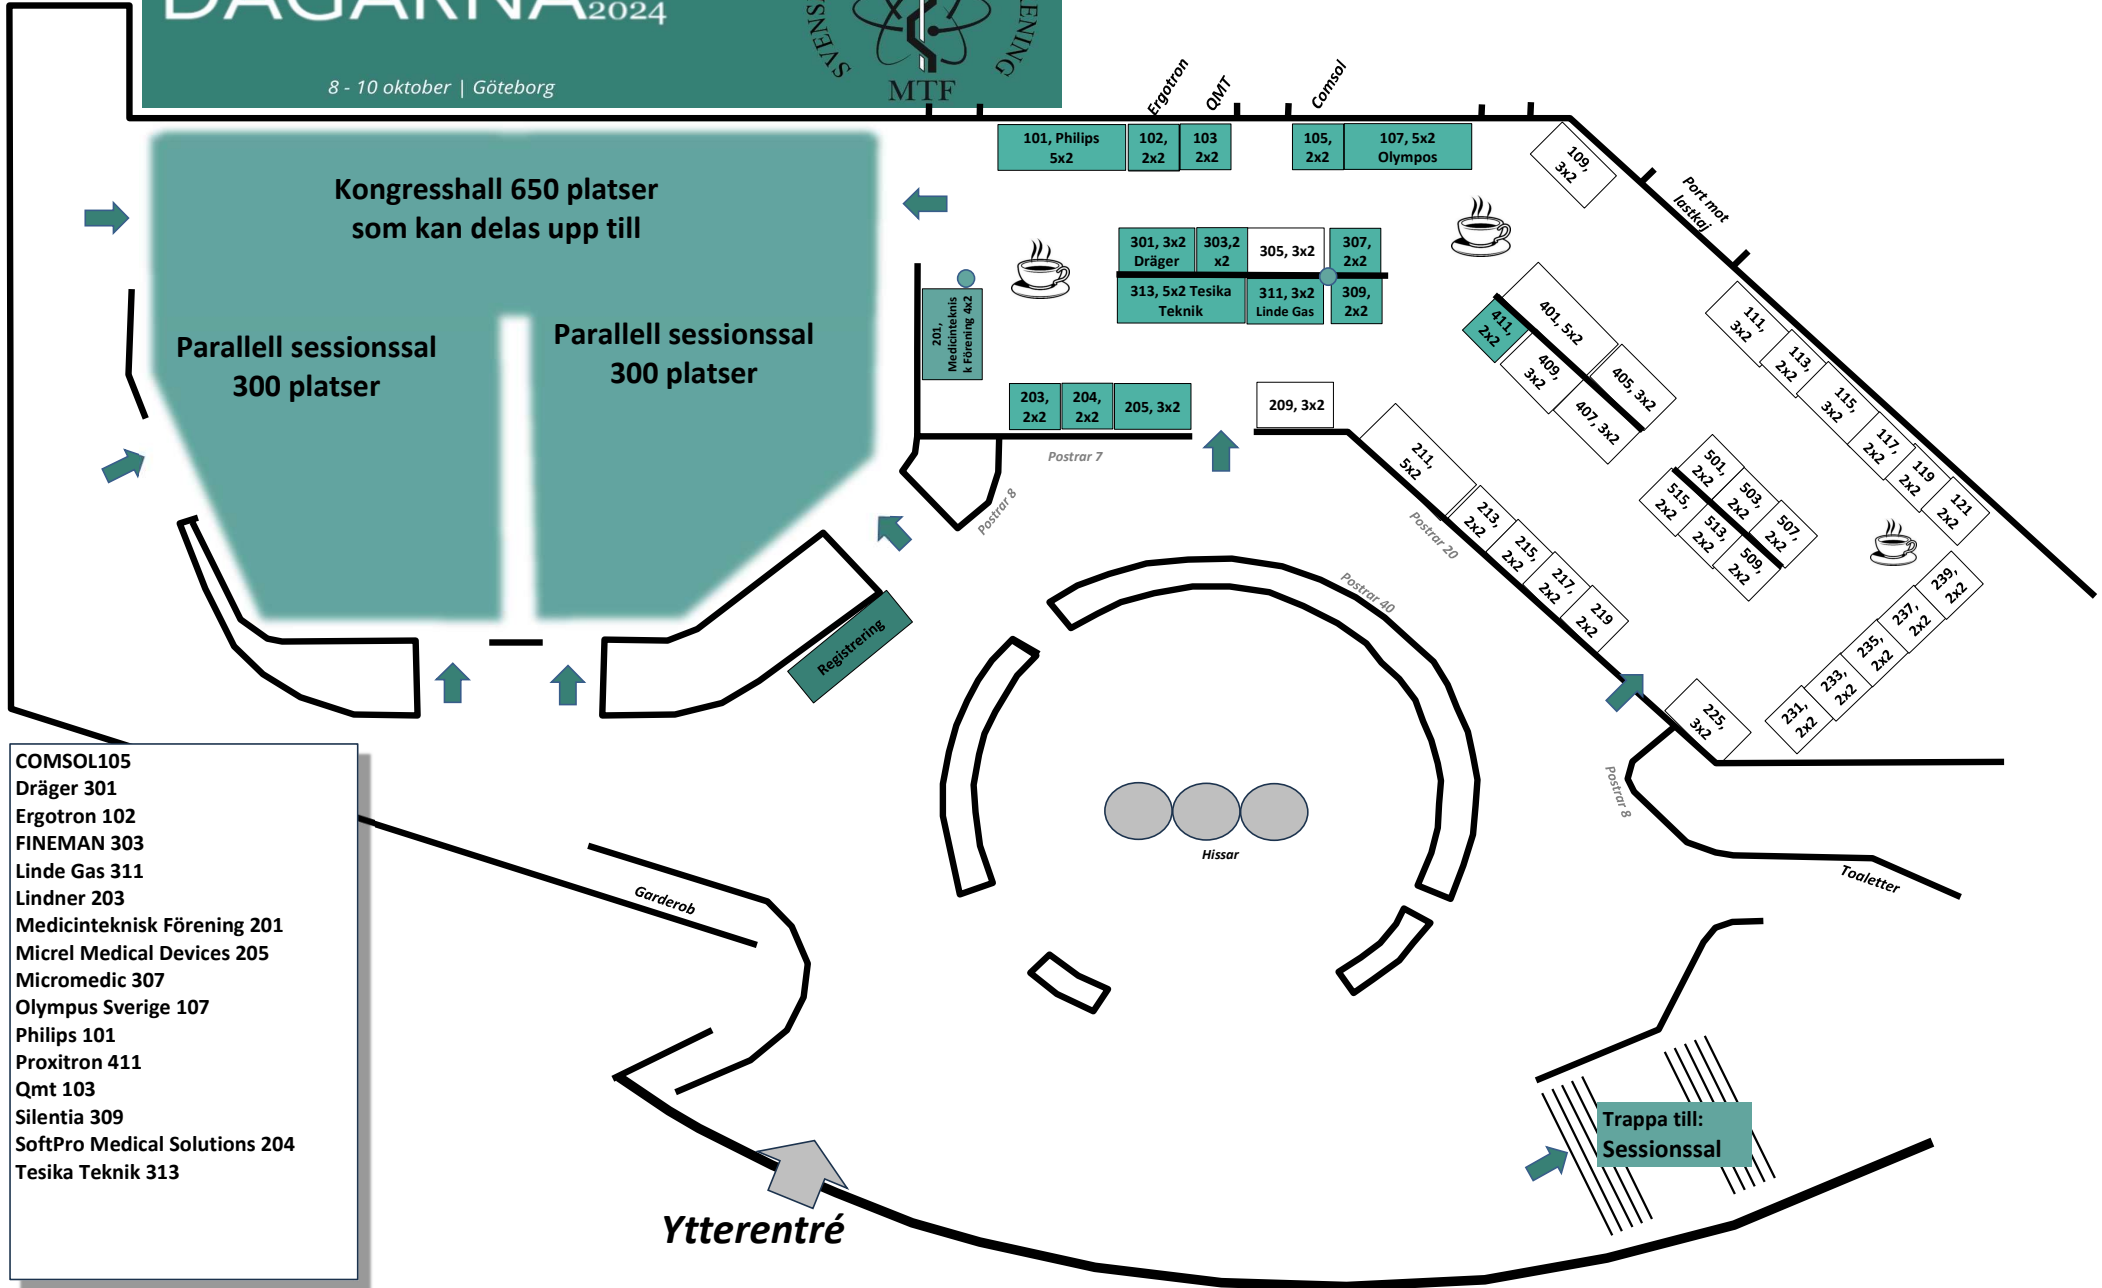 DAGARNA2024
8 - 10 oktober | Göteborg
SVENSK
ENING
MTF
Ergotron
QMT
Comsol
101, Philips
5x2
102,
2x2
103
2x2
105,
2x2
107, 5x2
Olympos
109,
3x2
Port mot
lastkaj
Kongresshall 650 platser
som kan delas upp till
Parallell sessionssal
300 platser
Parallell sessionssal
300 platser
301, 3x2
Dräger
303,2
x2
305, 3x2
307,
2x2
313, 5x2 Tesika
Teknik
311, 3x2
Linde Gas
309,
2x2
201,
Medicinteknis
k Förening 4x2
203,
2x2
204,
2x2
205, 3x2
209, 3x2
Postrar 7
Postrar 8
211,
5x2
213,
2x2
215,
2x2
217,
2x2
219
2x2
Postrar 20
Postrar 40
401, 5x2
411,
2x2
409,
3x2
405, 3x2
407, 3x2
111,
3x2
113,
2x2
115,
3x2
117,
2x2
119
2x2
121
2x2
501,
2x2
503,
2x2
507,
2x2
515,
2x2
513,
2x2
509,
2x2
239,
2x2
237,
2x2
235,
2x2
233,
2x2
231,
2x2
225,
3x2
Postrar 8
Registrering
Hissar
Garderob
Toaletter
COMSOL105
Dräger 301
Ergotron 102
FINEMAN 303
Linde Gas 311
Lindner 203
Medicinteknisk Förening 201
Micrel Medical Devices 205
Micromedic 307
Olympus Sverige 107
Philips 101
Proxitron 411
Qmt 103
Silentia 309
SoftPro Medical Solutions 204
Tesika Teknik 313
Trappa till:
Sessionssal
Ytterentré